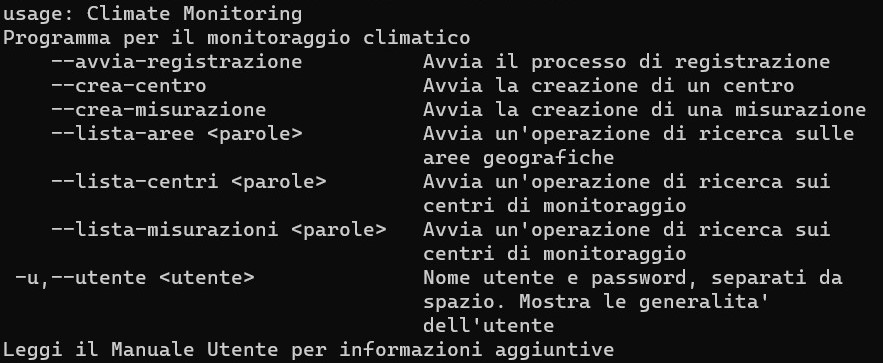 usage: Climate Monitoring
Programma per il monitoraggio climatico
    --avvia-registrazione          Avvia il processo di registrazione
    --crea-centro                  Avvia la creazione di un centro
    --crea-misurazione             Avvia la creazione di una misurazione
    --lista-aree <parole>          Avvia un'operazione di ricerca sulle
                                   aree geografiche
    --lista-centri <parole>        Avvia un'operazione di ricerca sui
                                   centri di monitoraggio
    --lista-misurazioni <parole>   Avvia un'operazione di ricerca sui
                                   centri di monitoraggio
 -u,--utente <utente>              Nome utente e password, separati da
                                   spazio. Mostra le generalita'
                                   dell'utente
Leggi il Manuale Utente per informazioni aggiuntive